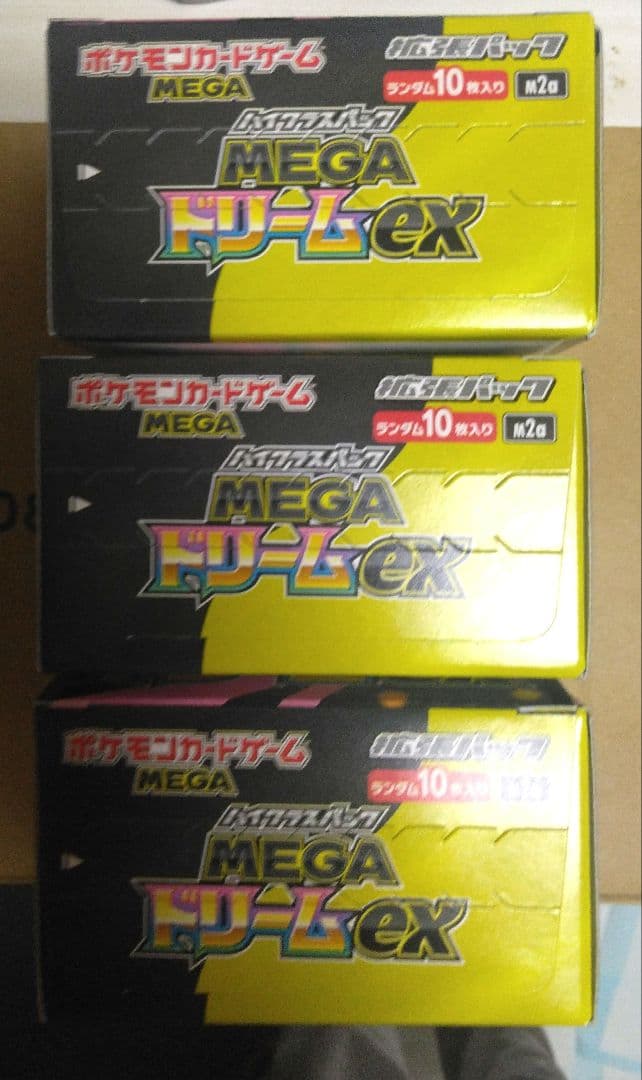 ポケモンカードゲーム
MEGA
拡張パック
ランダム10枚入り M2a
ハイクラスパック
MEGA
ドリームex
ポケモンカードゲーム
MEGA
拡張パック
ランダム10枚入り M2a
ハイクラスパック
MEGA
ドリームex
ポケモンカードゲーム
MEGA
拡張パック
ランダム10枚入り
ハイクラスパック
MEGA
ドリームex